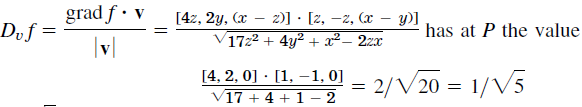 D_v f = grad f · v / |v| = [4z, 2y, (x − z)] · [z, −z, (x − y)] / √17z² + 4y² + x² − 2zx has at P the value
[4, 2, 0] · [1, −1, 0] / √17 + 4 + 1 − 2 = 2/√20 = 1/√5